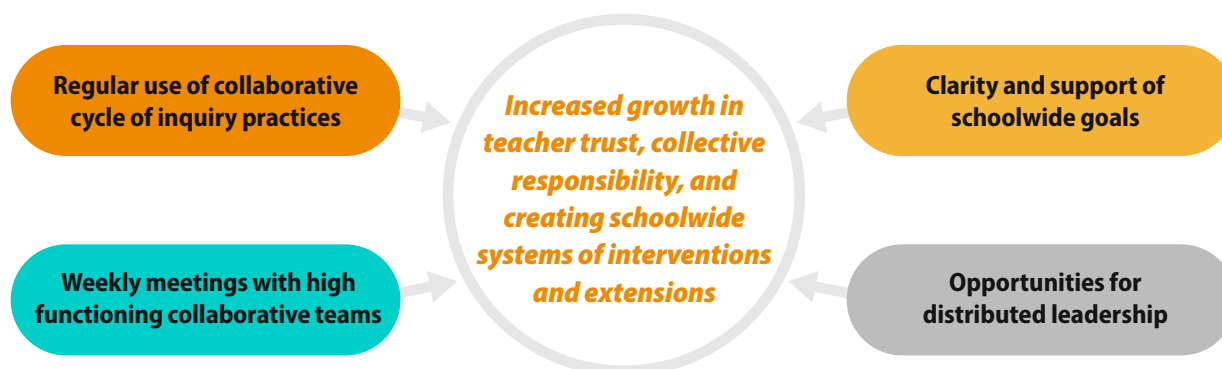 Regular use of collaborative
cycle of inquiry practices
Weekly meetings with high
functioning collaborative teams
Increased growth in
teacher trust, collective
responsibility, and
creating schoolwide
systems of interventions
and extensions
Clarity and support of
schoolwide goals
Opportunities for
distributed leadership